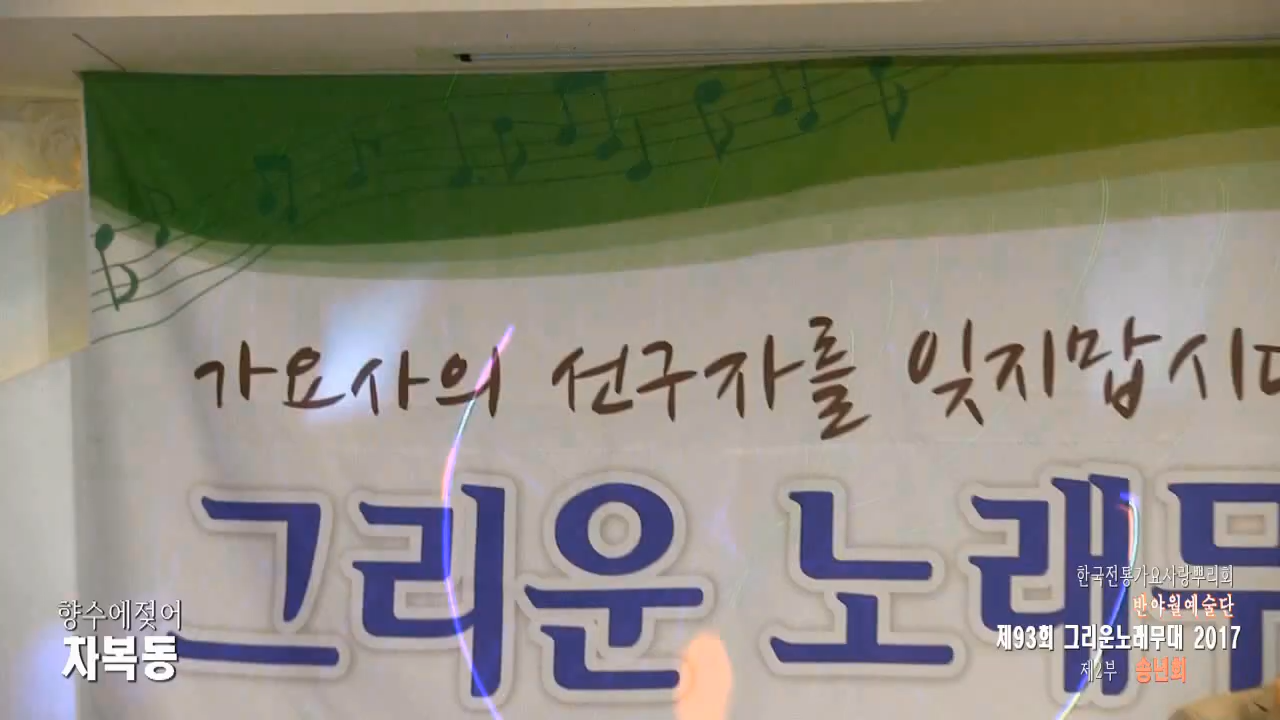 가요사의 선구자를 잊지맙시
그리운 노래무
향수에젖어
차복동
한국전통가요사랑뿌리회
반야월예술단
제93회 그리운노래무대 2017
제2부 송년회